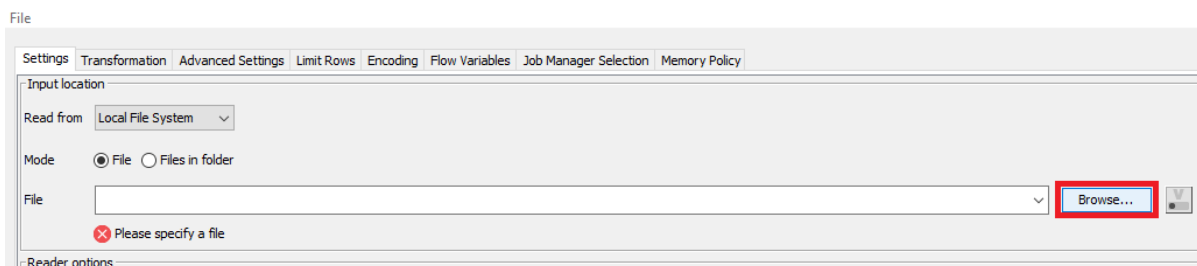 File
Settings Transformation Advanced Settings Limit Rows Encoding Flow Variables Job Manager Selection Memory Policy
Input location
Read from Local File System
Mode File Files in folder
File Browse... V
Please specify a file
Reader options